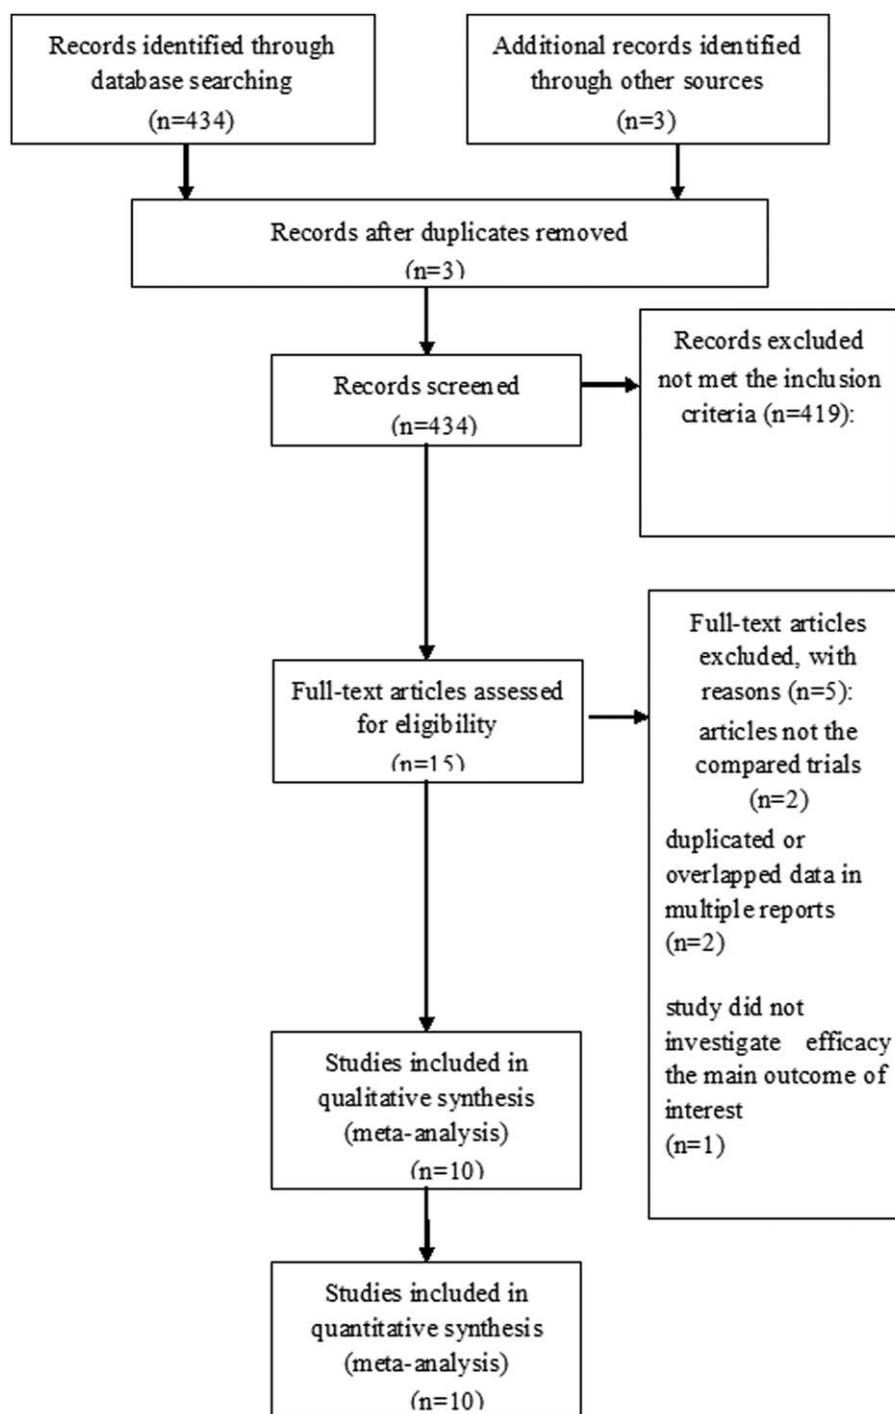 Records identified through
database searching
(n=434)
Additional records identified
through other sources
(n=3)
Records after duplicates removed
(n=3)
Records screened
(n=434)
Records excluded
not met the inclusion
criteria (n=419):
Full-text articles assessed
for eligibility
(n=15)
Full-text articles
excluded, with
reasons (n=5):
articles not the
compared trials
(n=2)
duplicated or
overlapped data in
multiple reports
(n=2)
study did not
investigate efficacy
the main outcome of
interest
(n=1)
Studies included in
qualitative synthesis
(meta-analysis)
(n=10)
Studies included in
quantitative synthesis
(meta-analysis)
(n=10)